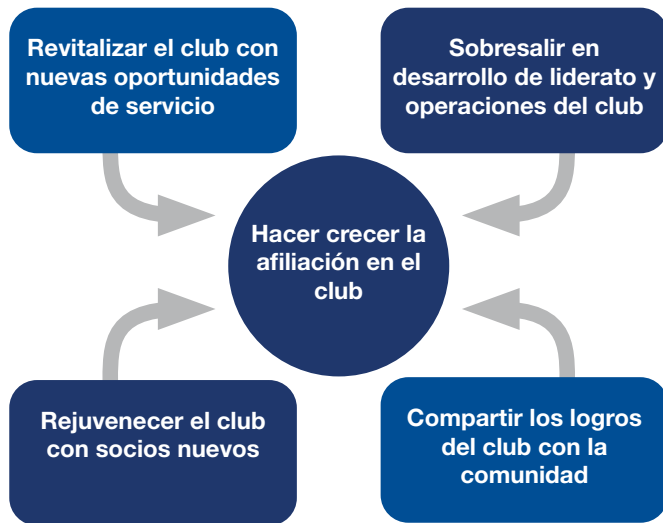 Revitalizar el club con
nuevas oportunidades
de servicio
Sobresalir en
desarrollo de liderato y
operaciones del club
Hacer crecer la
afiliación en el
club
Rejuvenecer el club
con socios nuevos
Compartir los logros
del club con la
comunidad